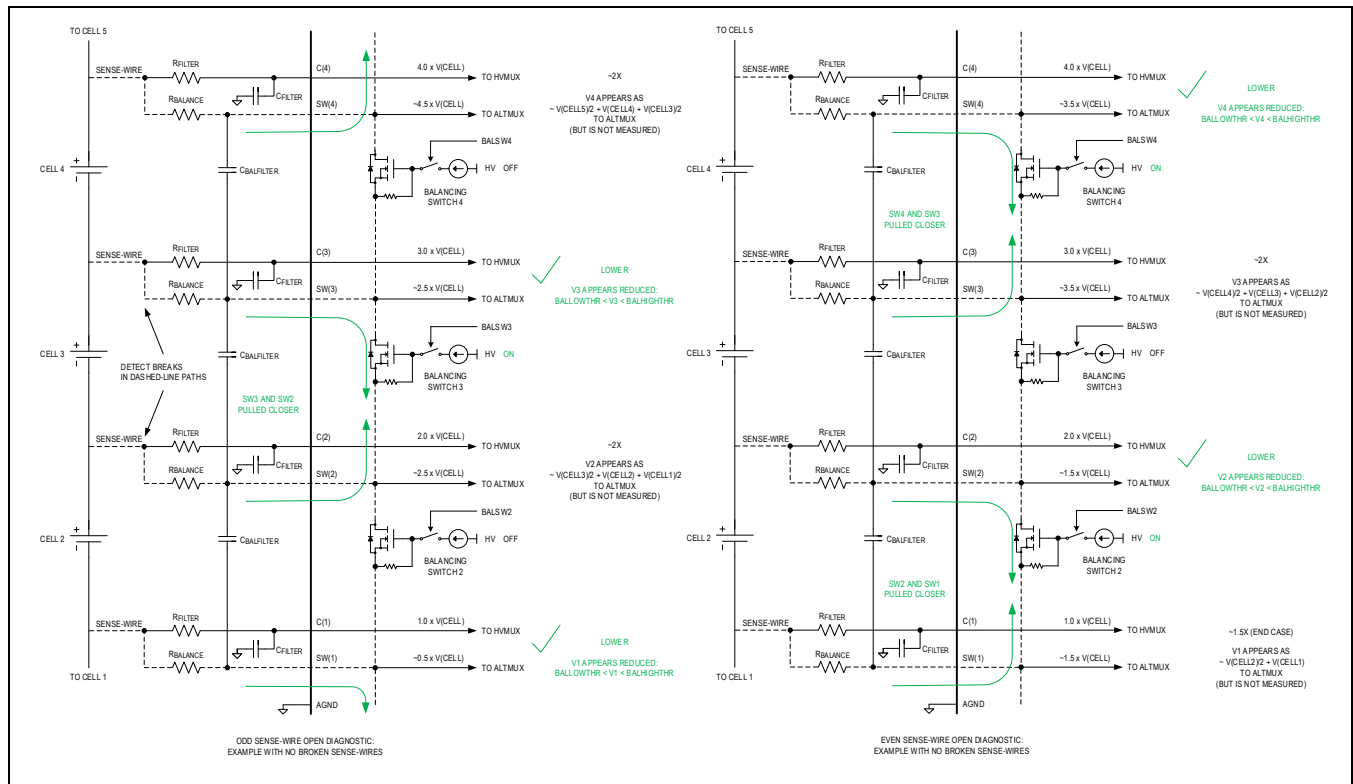 TO CELL 5
SENSE-WIRE
RFILTER
C(4)
4.0 x V(CELL)
TO HVMUX
CFILTER
RBALANCE
SW(4)
~4.5 x V(CELL)
TO ALTMUX
~2X
V4 APPEARS AS
~ V(CELL5)/2 + V(CELL4) + V(CELL3)/2
TO ALTMUX
(BUT IS NOT MEASURED)
BALSW4
CELL 4
+
-
CBALFILTER
HV OFF
BALANCING
SWITCH 4
SENSE-WIRE
RFILTER
C(3)
3.0 x V(CELL)
TO HVMUX
CFILTER
RBALANCE
SW(3)
~2.5 x V(CELL)
TO ALTMUX
LOWER
V3 APPEARS REDUCED:
BALLOWTHR < V3 < BALHIGHTHR
BALSW3
CELL 3
+
-
CBALFILTER
HV ON
BALANCING
SWITCH 3
DETECT BREAKS
IN DASHED-LINE PATHS
SW3 AND SW2
PULLED CLOSER
SENSE-WIRE
RFILTER
C(2)
2.0 x V(CELL)
TO HVMUX
CFILTER
RBALANCE
SW(2)
~2.5 x V(CELL)
TO ALTMUX
~2X
V2 APPEARS AS
~ V(CELL3)/2 + V(CELL2) + V(CELL1)/2
TO ALTMUX
(BUT IS NOT MEASURED)
BALSW2
CELL 2
+
-
CBALFILTER
HV OFF
BALANCING
SWITCH 2
SENSE-WIRE
RFILTER
C(1)
1.0 x V(CELL)
TO HVMUX
CFILTER
RBALANCE
SW(1)
~0.5 x V(CELL)
TO ALTMUX
LOWER
V1 APPEARS REDUCED:
BALLOWTHR < V1 < BALHIGHTHR
TO CELL 1
AGND
ODD SENSE-WIRE OPEN DIAGNOSTIC:
EXAMPLE WITH NO BROKEN SENSE-WIRES
TO CELL 5
SENSE-WIRE
RFILTER
C(4)
4.0 x V(CELL)
TO HVMUX
CFILTER
RBALANCE
SW(4)
~3.5 x V(CELL)
TO ALTMUX
LOWER
V4 APPEARS REDUCED:
BALLOWTHR < V4 < BALHIGHTHR
BALSW4
CELL 4
+
-
CBALFILTER
HV ON
BALANCING
SWITCH 4
SW4 AND SW3
PULLED CLOSER
SENSE-WIRE
RFILTER
C(3)
3.0 x V(CELL)
TO HVMUX
CFILTER
RBALANCE
SW(3)
~3.5 x V(CELL)
TO ALTMUX
~2X
V3 APPEARS AS
~ V(CELL4)/2 + V(CELL3) + V(CELL2)/2
TO ALTMUX
(BUT IS NOT MEASURED)
BALSW3
CELL 3
+
-
CBALFILTER
HV OFF
BALANCING
SWITCH 3
SENSE-WIRE
RFILTER
C(2)
2.0 x V(CELL)
TO HVMUX
CFILTER
RBALANCE
SW(2)
~1.5 x V(CELL)
TO ALTMUX
LOWER
V2 APPEARS REDUCED:
BALLOWTHR < V2 < BALHIGHTHR
BALSW2
CELL 2
+
-
CBALFILTER
HV ON
BALANCING
SWITCH 2
SW2 AND SW1
PULLED CLOSER
SENSE-WIRE
RFILTER
C(1)
1.0 x V(CELL)
TO HVMUX
CFILTER
RBALANCE
SW(1)
~1.5 x V(CELL)
TO ALTMUX
~1.5X (END CASE)
V1 APPEARS AS
~ V(CELL2)/2 + V(CELL1)
TO ALTMUX
(BUT IS NOT MEASURED)
TO CELL 1
AGND
EVEN SENSE-WIRE OPEN DIAGNOSTIC:
EXAMPLE WITH NO BROKEN SENSE-WIRES